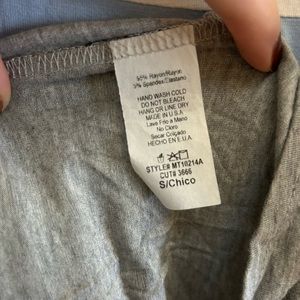 95% Rayon/Rayon
5% Spandex/Elastano
HAND WASH COLD
DO NOT BLEACH
HANG OR LINE DRY
MADE IN U.S.A
Lave Frio a Mano
No Cloro
Secar Colgado
HECHO EN E.U.A.
STYLE# MT10214A
CUT# 3666
S/Chico